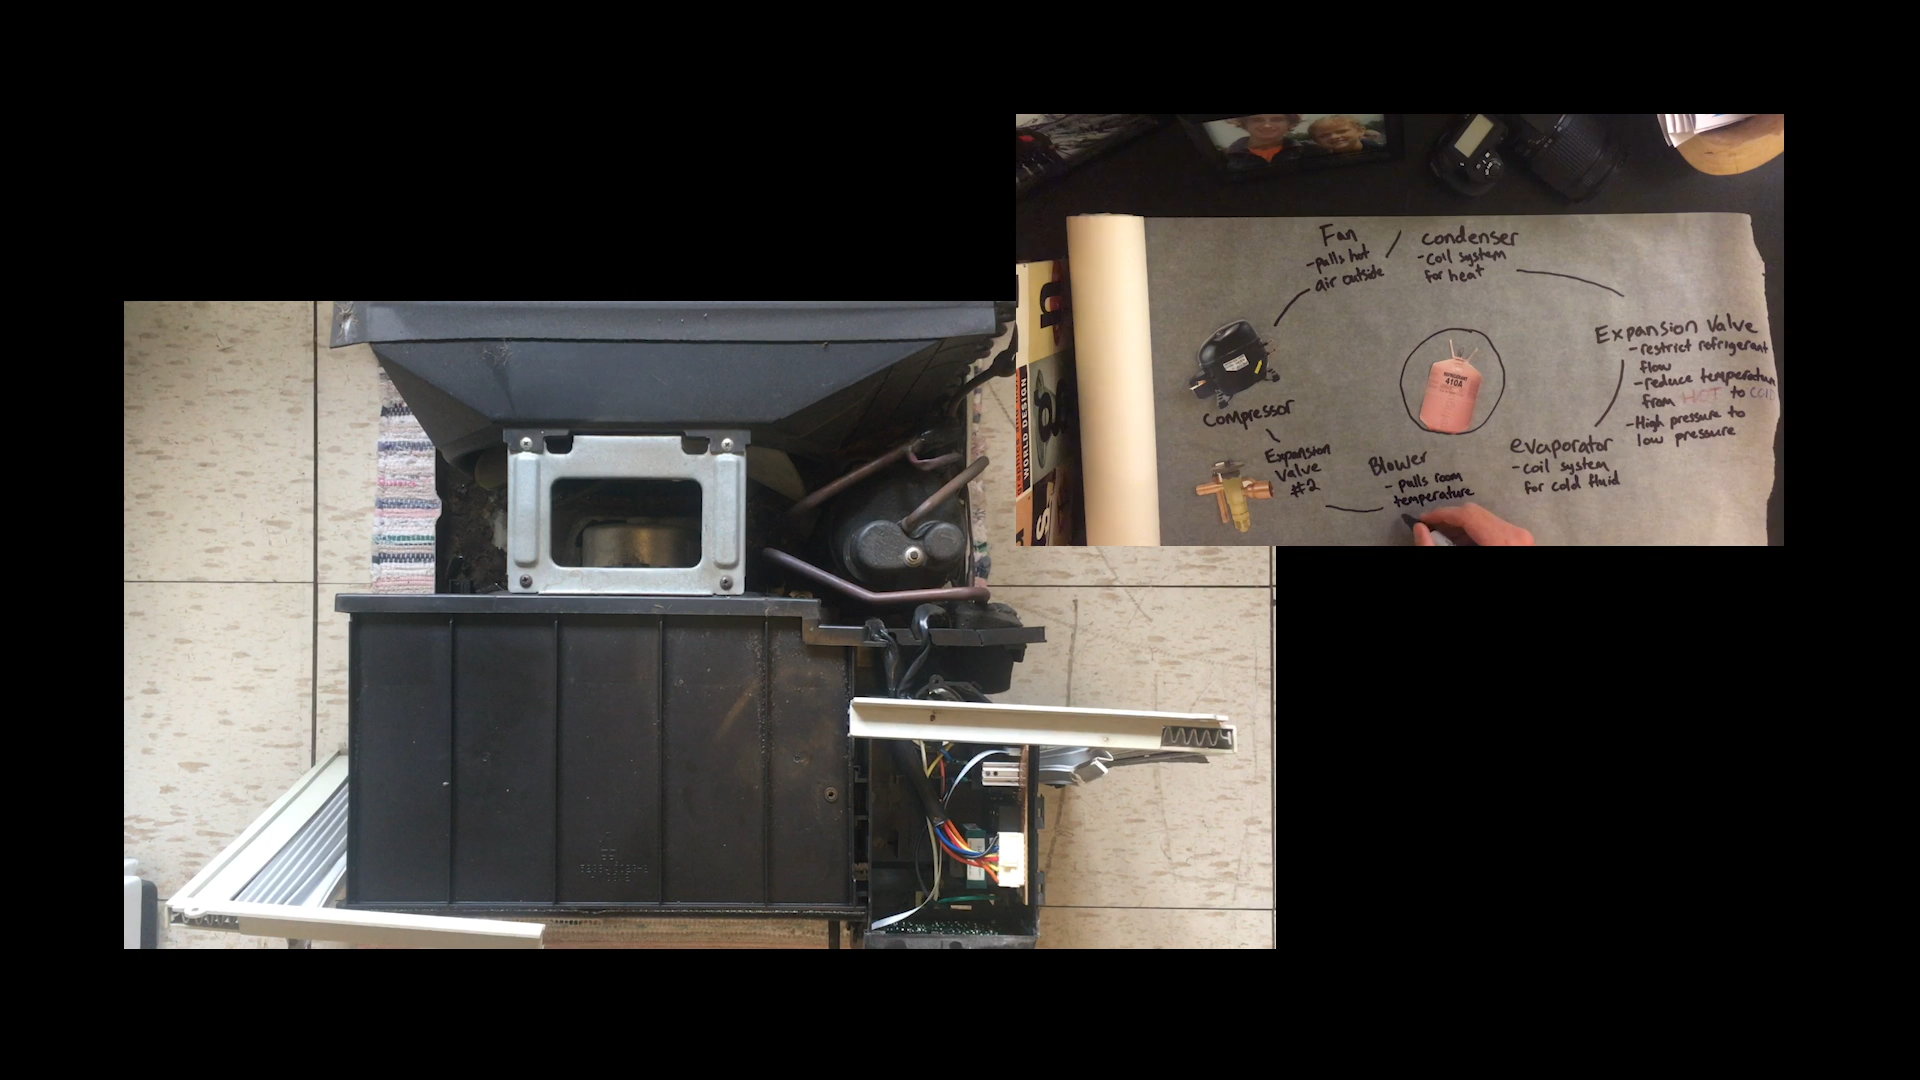 Fan
-pulls hot
air outside
condenser
-coil system
for heat
Expansion Valve
-restrict refrigerant
flow
-reduce temperature
from HOT to COLD
-High pressure to
low pressure
evaporator
-coil system
for cold fluid
Blower
- pulls room
temperature
Expansion
Valve
#2
Compressor
410A
WORLD DESIGN